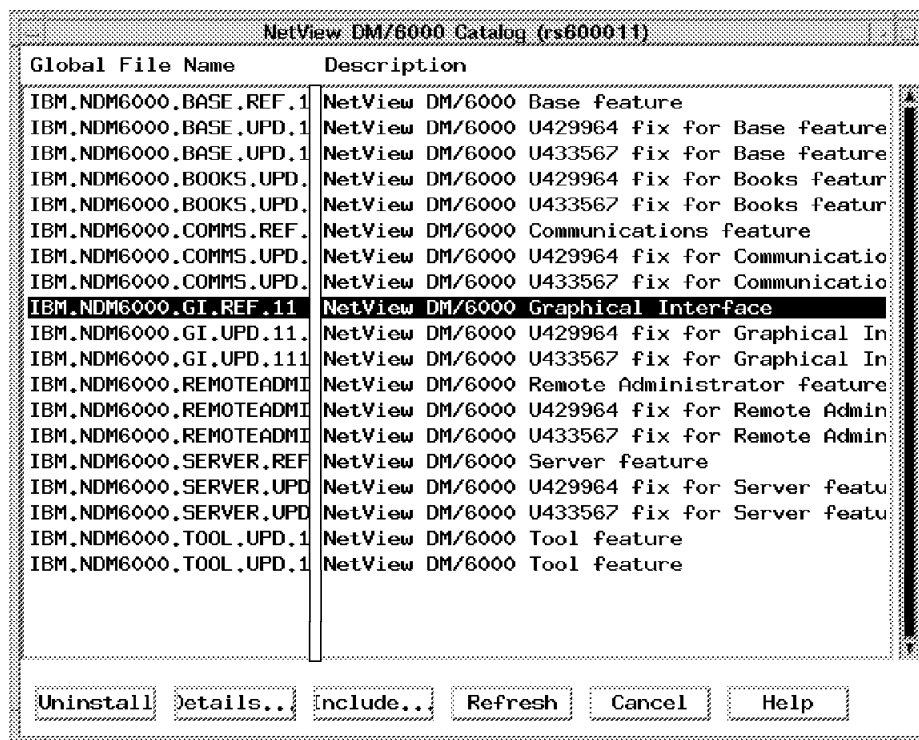 NetView DM/6000 Catalog (rs600011)
Global File Name Description
IBM.NDM6000.BASE.REF.1 NetView DM/6000 Base feature
IBM.NDM6000.BASE.UPD.1 NetView DM/6000 U429964 fix for Base feature
IBM.NDM6000.BASE.UPD.1 NetView DM/6000 U433567 fix for Base feature
IBM.NDM6000.BOOKS.UPD. NetView DM/6000 U429964 fix for Books featur
IBM.NDM6000.BOOKS.UPD. NetView DM/6000 U433567 fix for Books featur
IBM.NDM6000.COMMS.REF. NetView DM/6000 Communications feature
IBM.NDM6000.COMMS.UPD. NetView DM/6000 U429964 fix for Communicatio
IBM.NDM6000.COMMS.UPD. NetView DM/6000 U433567 fix for Communicatio
IBM.NDM6000.GI.REF.11 NetView DM/6000 Graphical Interface
IBM.NDM6000.GI.UPD.11. NetView DM/6000 U429964 fix for Graphical In
IBM.NDM6000.GI.UPD.111 NetView DM/6000 U433567 fix for Graphical In
IBM.NDM6000.REMOTEADMI NetView DM/6000 Remote Administrator feature
IBM.NDM6000.REMOTEADMI NetView DM/6000 U429964 fix for Remote Admin
IBM.NDM6000.REMOTEADMI NetView DM/6000 U433567 fix for Remote Admin
IBM.NDM6000.SERVER.REF NetView DM/6000 Server feature
IBM.NDM6000.SERVER.UPD NetView DM/6000 U429964 fix for Server featu
IBM.NDM6000.SERVER.UPD NetView DM/6000 U433567 fix for Server featu
IBM.NDM6000.TOOL.UPD.1 NetView DM/6000 Tool feature
IBM.NDM6000.TOOL.UPD.1 NetView DM/6000 Tool feature
Uninstall Details... Include... Refresh Cancel Help